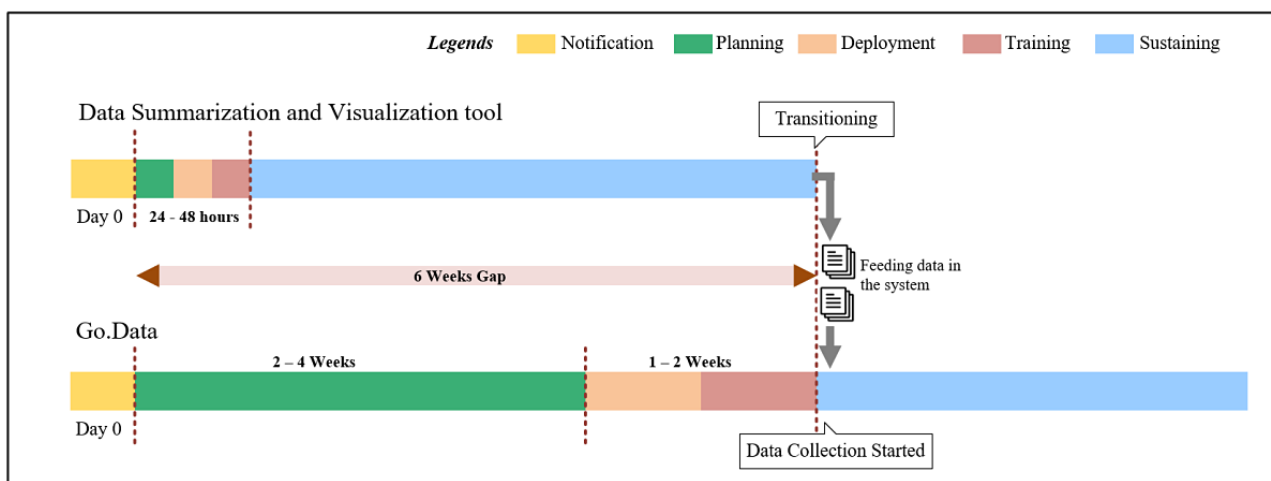 Legends Notification Planning Deployment Training Sustaining
Data Summarization and Visualization tool
Transitioning
Day 0 24 - 48 hours
6 Weeks Gap
Feeding data in
the system
Go.Data
2 – 4 Weeks 1 – 2 Weeks
Day 0
Data Collection Started